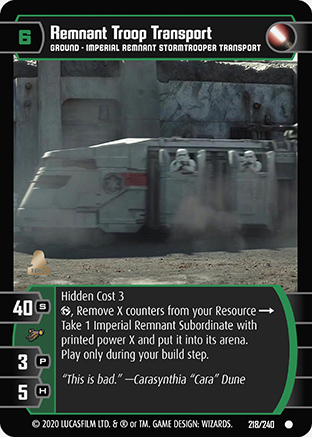 6 Remnant Troop Transport
GROUND - IMPERIAL REMNANT STORMTROOPER TRANSPORT
40 S
3 P
5 H
Hidden Cost 3
, Remove X counters from your Resource →
Take 1 Imperial Remnant Subordinate with
printed power X and put it into its arena.
Play only during your build step.
"This is bad." —Carasynthia "Cara" Dune
© 2020 LUCASFILM LTD. & ® OR TM. GAME DESIGN: WIZARDS. 218/240